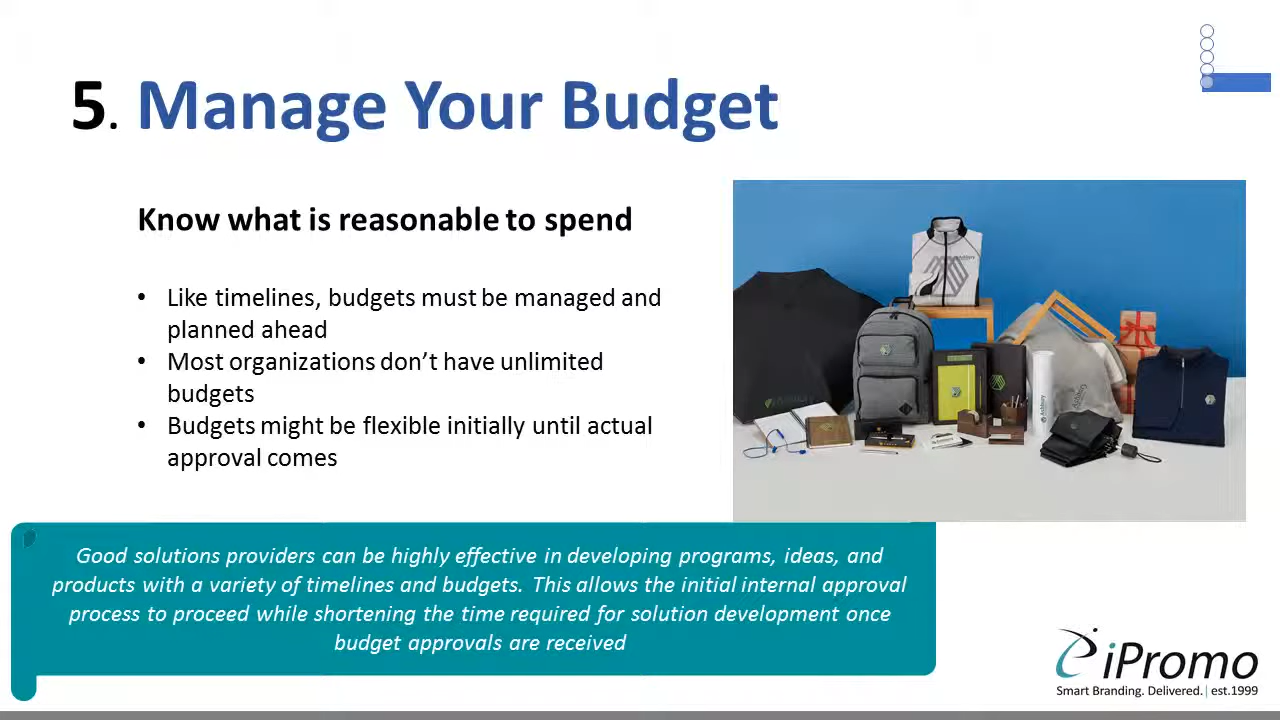 5. Manage Your Budget
Know what is reasonable to spend
• Like timelines, budgets must be managed and
planned ahead
• Most organizations don’t have unlimited
budgets
• Budgets might be flexible initially until actual
approval comes
Good solutions providers can be highly effective in developing programs, ideas, and
products with a variety of timelines and budgets. This allows the initial internal approval
process to proceed while shortening the time required for solution development once
budget approvals are received
iPromo
Smart Branding. Delivered. | est.1999